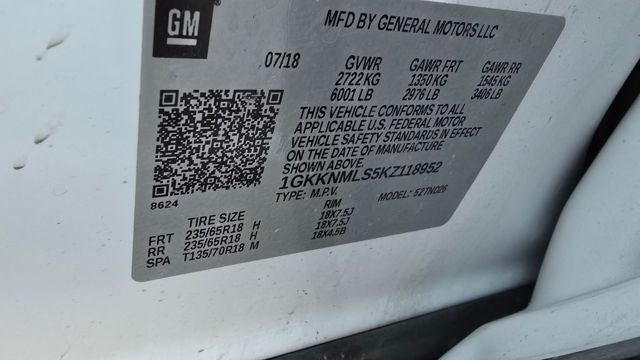 GM
MFD BY GENERAL MOTORS LLC
07/18 GVWR GAWR FRT GAWR RR
2722 KG 1350 KG 1545 KG
6001 LB 2976 LB 3406 LB
THIS VEHICLE CONFORMS TO ALL
APPLICABLE U.S. FEDERAL MOTOR
VEHICLE SAFETY STANDARDS IN EFFECT
ON THE DATE OF MANUFACTURE
SHOWN ABOVE.
1GKKNMLS5KZ118952
TYPE: M.P.V. MODEL: 52TN026
8624
TIRE SIZE RIM
FRT 235/65R18 H 18X7.5J
RR 235/65R18 H 18X7.5J
SPA T135/70R18 M 18X4.5B